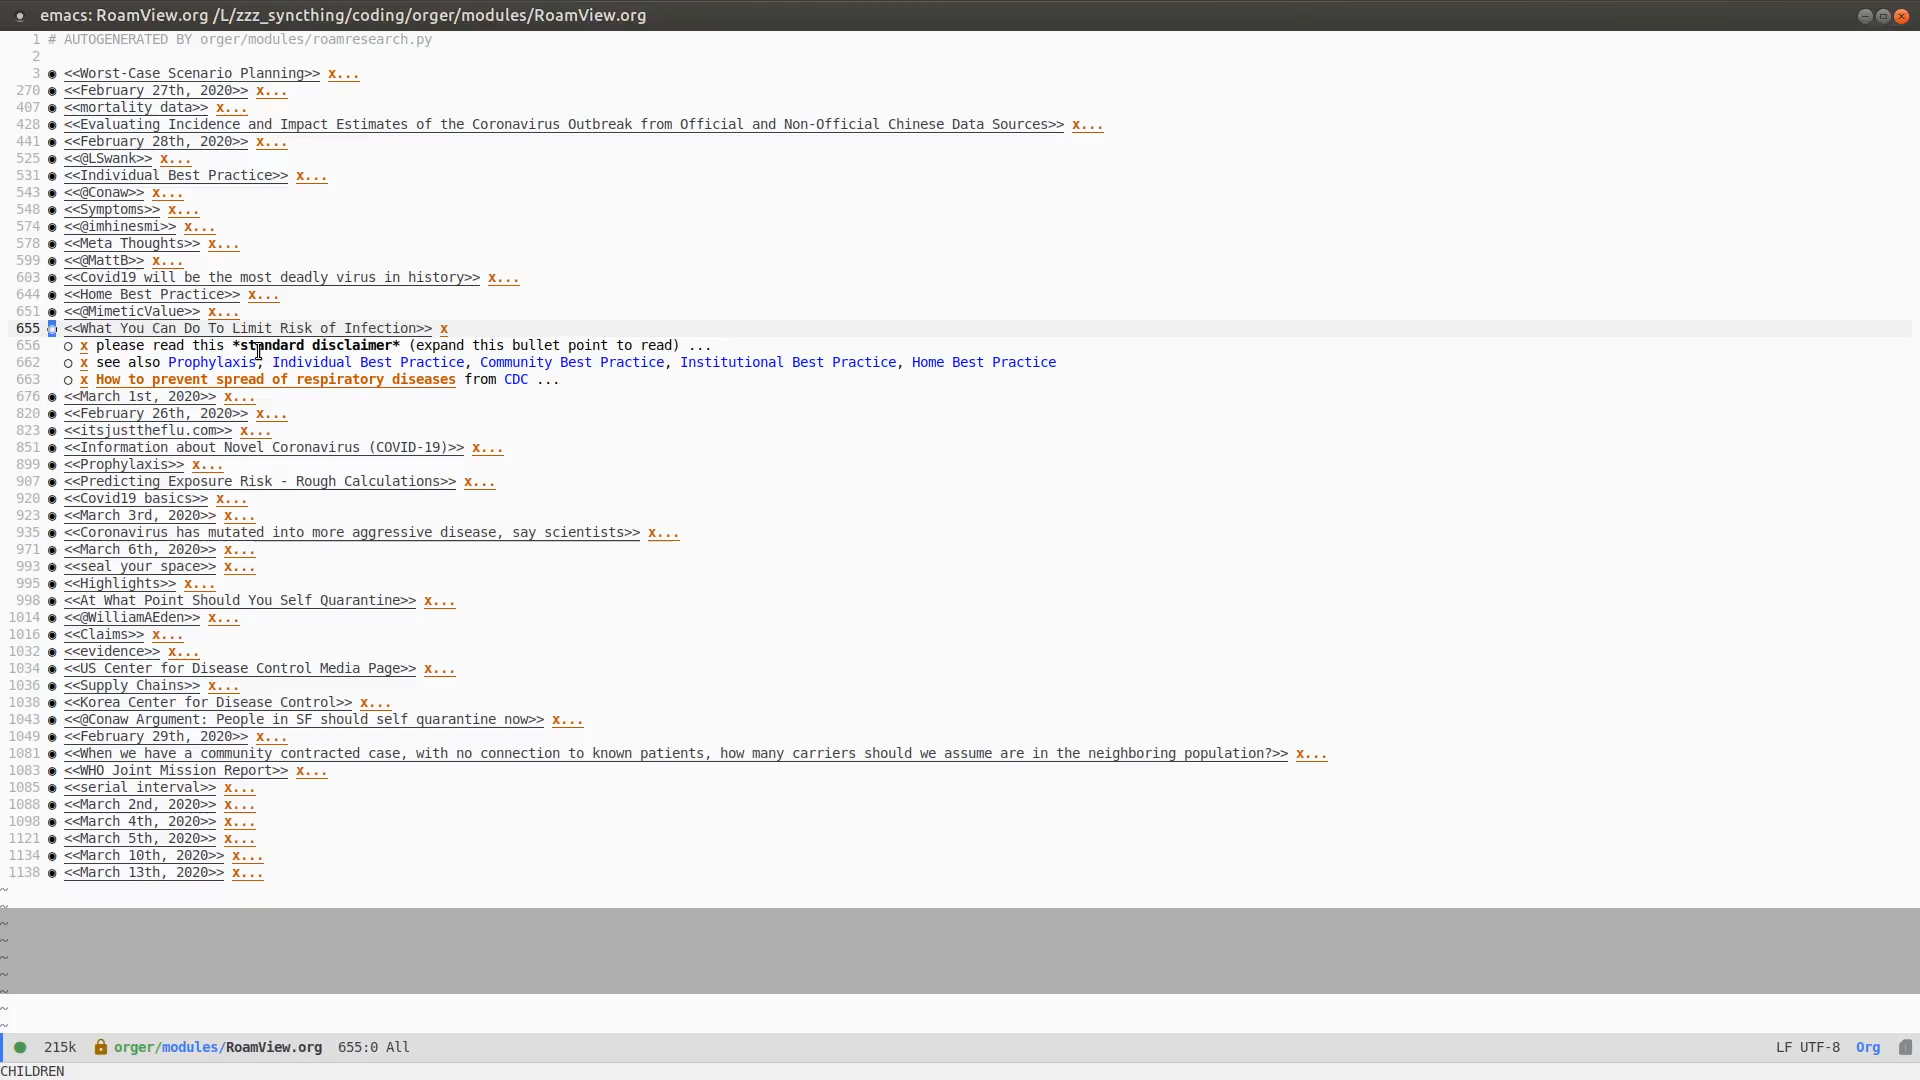 emacs: RoamView.org /L/zzz_syncthing/coding/orger/modules/RoamView.org
1 # AUTOGENERATED BY orger/modules/roamresearch.py
2
3 ◉ <<Worst-Case Scenario Planning>> x...
270 ◉ <<February 27th, 2020>> x...
407 ◉ <<mortality data>> x...
428 ◉ <<Evaluating Incidence and Impact Estimates of the Coronavirus Outbreak from Official and Non-Official Chinese Data Sources>> x...
441 ◉ <<February 28th, 2020>> x...
525 ◉ <<@LSwank>> x...
531 ◉ <<Individual Best Practice>> x...
543 ◉ <<@Conaw>> x...
548 ◉ <<Symptoms>> x...
574 ◉ <<@imhinesmi>> x...
578 ◉ <<Meta Thoughts>> x...
599 ◉ <<@MattB>> x...
603 ◉ <<Covid19 will be the most deadly virus in history>> x...
644 ◉ <<Home Best Practice>> x...
651 ◉ <<@MimeticValue>> x...
655 ◉ <<What You Can Do To Limit Risk of Infection>> x
656 ○ x please read this *standard disclaimer* (expand this bullet point to read) ...
662 ○ x see also Prophylaxis, Individual Best Practice, Community Best Practice, Institutional Best Practice, Home Best Practice
663 ○ x How to prevent spread of respiratory diseases from CDC ...
676 ◉ <<March 1st, 2020>> x...
820 ◉ <<February 26th, 2020>> x...
823 ◉ <<itsjusttheflu.com>> x...
851 ◉ <<Information about Novel Coronavirus (COVID-19)>> x...
899 ◉ <<Prophylaxis>> x...
907 ◉ <<Predicting Exposure Risk - Rough Calculations>> x...
920 ◉ <<Covid19 basics>> x...
923 ◉ <<March 3rd, 2020>> x...
935 ◉ <<Coronavirus has mutated into more aggressive disease, say scientists>> x...
971 ◉ <<March 6th, 2020>> x...
993 ◉ <<seal your space>> x...
995 ◉ <<Highlights>> x...
998 ◉ <<At What Point Should You Self Quarantine>> x...
1014 ◉ <<@WilliamAEden>> x...
1016 ◉ <<Claims>> x...
1032 ◉ <<evidence>> x...
1034 ◉ <<US Center for Disease Control Media Page>> x...
1036 ◉ <<Supply Chains>> x...
1038 ◉ <<Korea Center for Disease Control>> x...
1043 ◉ <<@Conaw Argument: People in SF should self quarantine now>> x...
1049 ◉ <<February 29th, 2020>> x...
1081 ◉ <<When we have a community contracted case, with no connection to known patients, how many carriers should we assume are in the neighboring population?>> x...
1083 ◉ <<WHO Joint Mission Report>> x...
1085 ◉ <<serial interval>> x...
1088 ◉ <<March 2nd, 2020>> x...
1098 ◉ <<March 4th, 2020>> x...
1121 ◉ <<March 5th, 2020>> x...
1134 ◉ <<March 10th, 2020>> x...
1138 ◉ <<March 13th, 2020>> x...
~
~
~
~
~
~
~
~
~
215k orger/modules/RoamView.org 655:0 All LF UTF-8 Org
CHILDREN